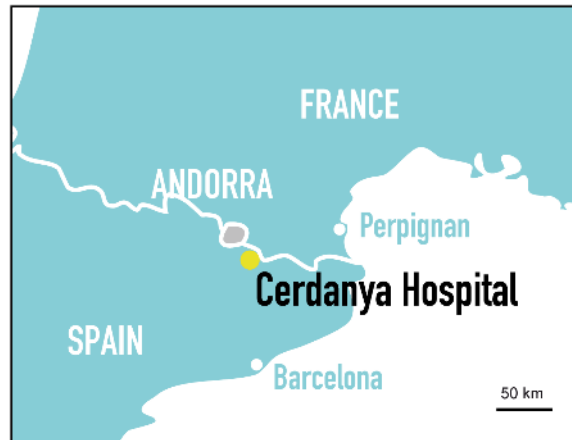 FRANCE
ANDORRA
Perpignan
Cerdanya Hospital
SPAIN
Barcelona
50 km